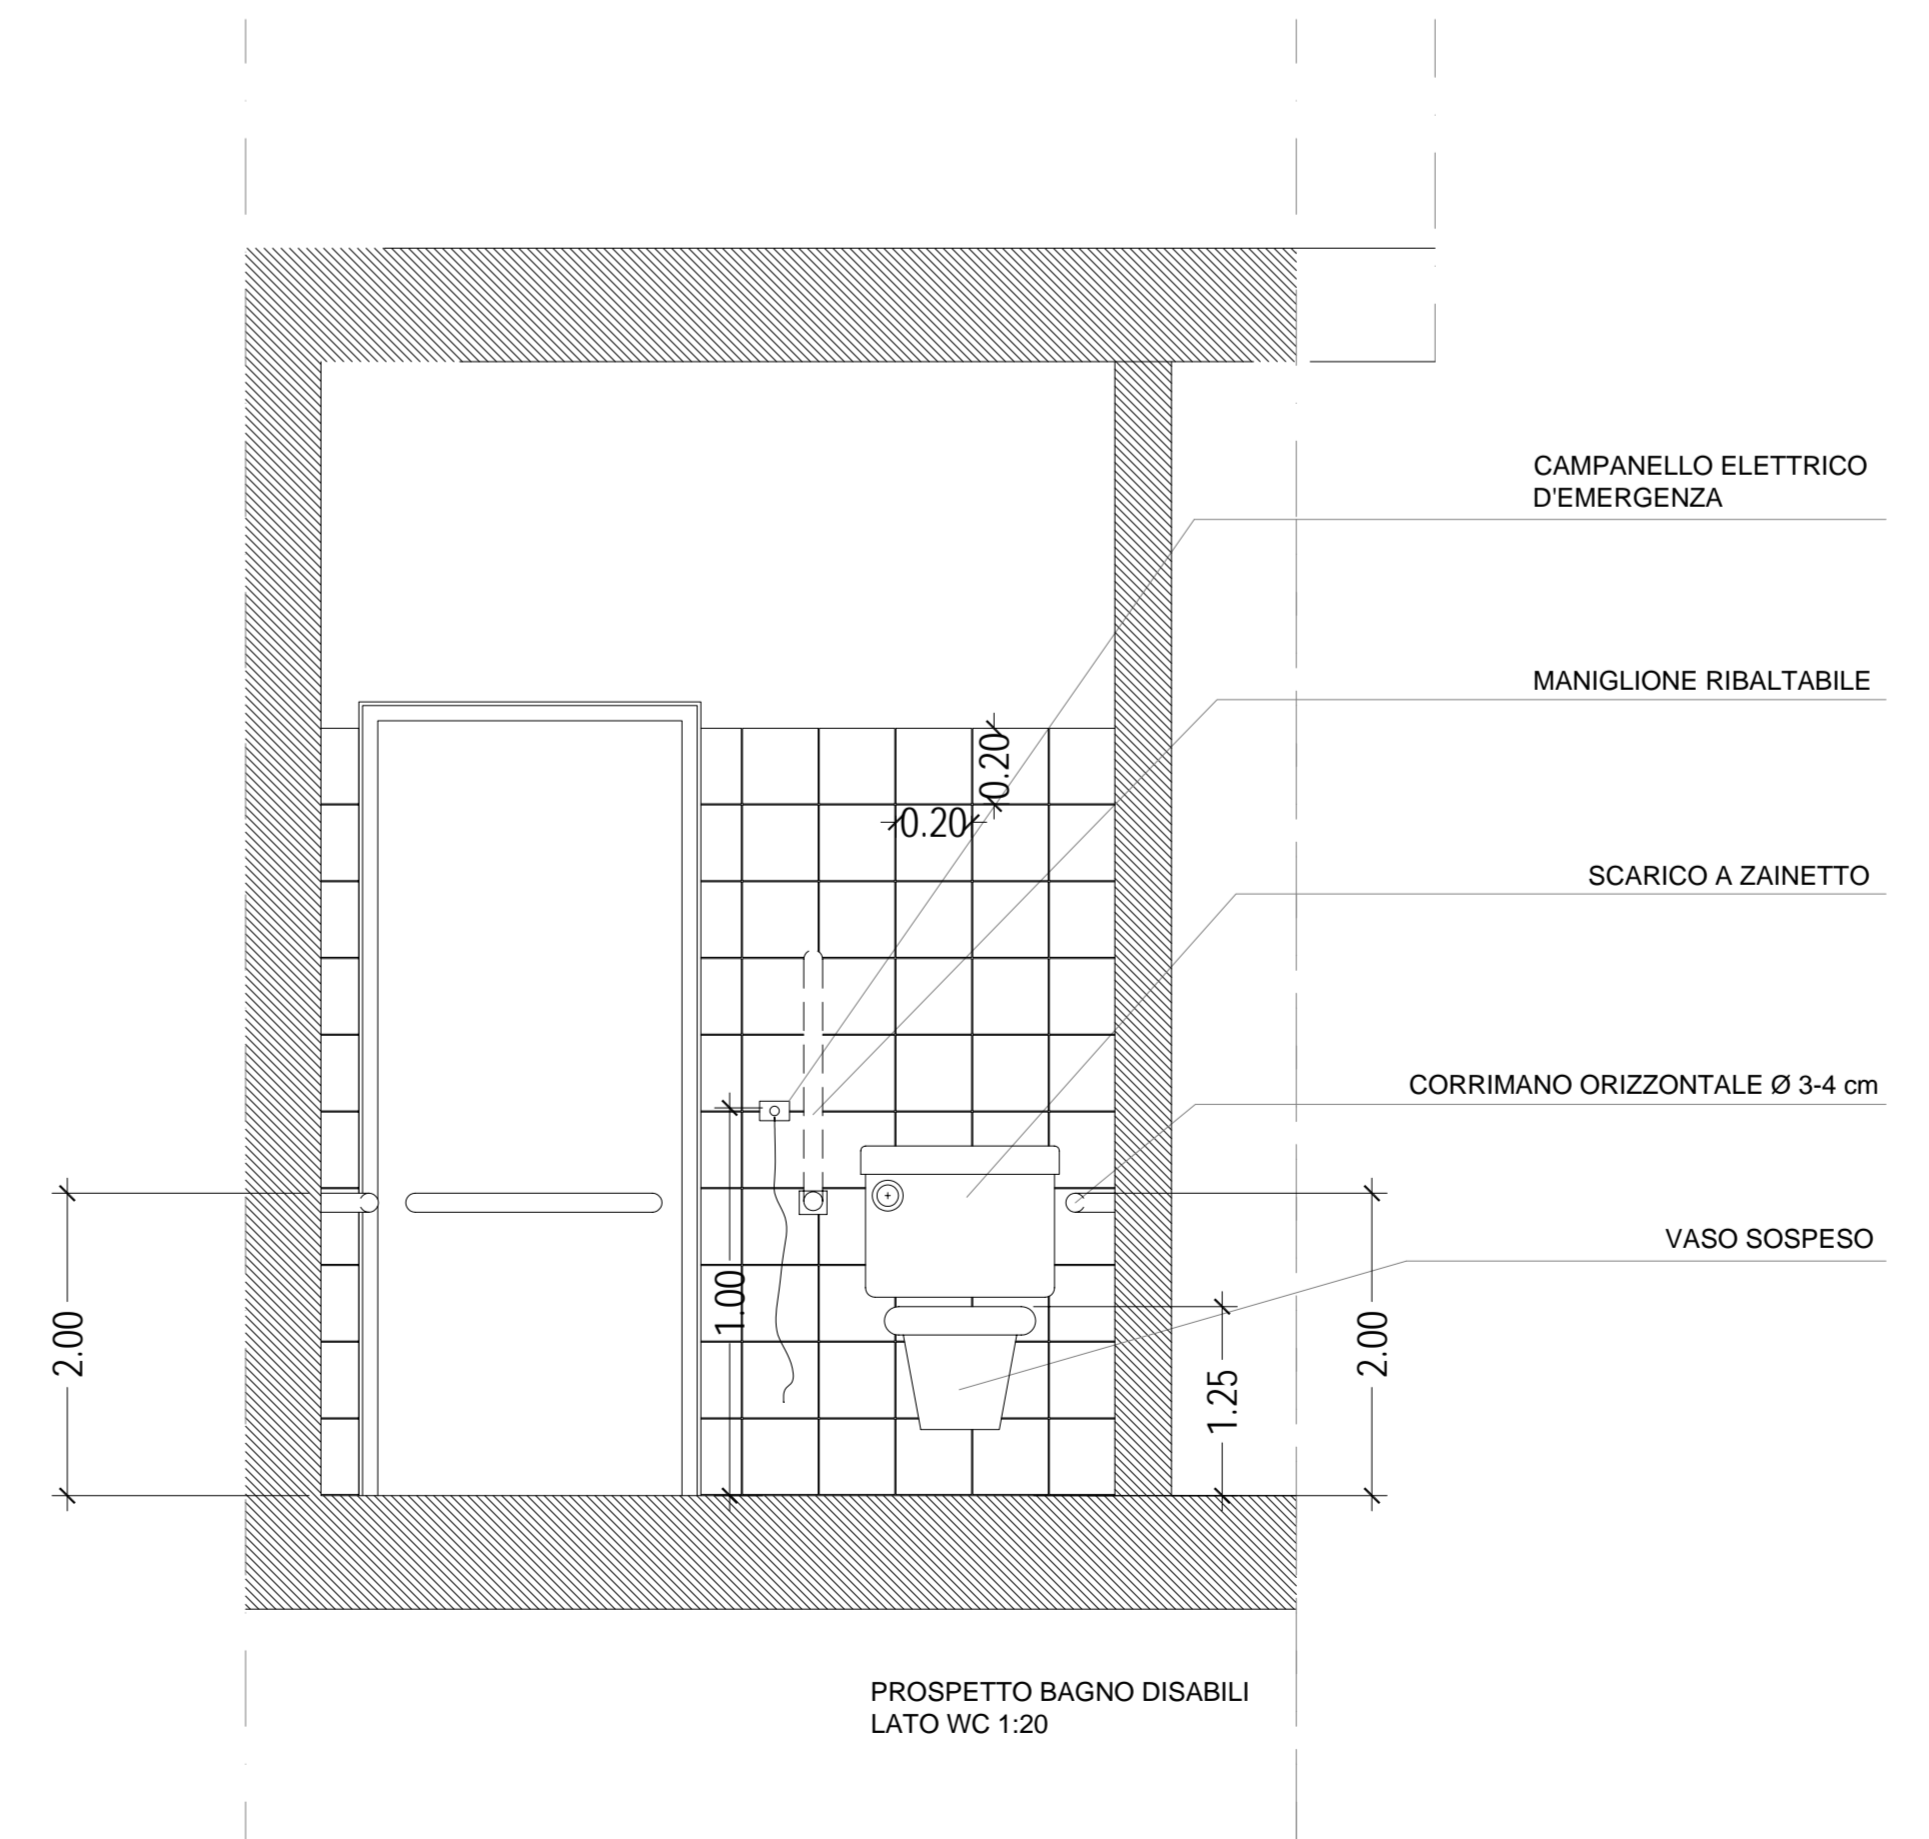 CAMPANELLO ELETTRICO
D'EMERGENZA
MANIGLIONE RIBALTABILE
0.20
0.20
SCARICO A ZAINETTO
CORRIMANO ORIZZONTALE Ø 3-4 cm
VASO SOSPESO
2.00
1.00
1.25
2.00
PROSPETTO BAGNO DISABILI
LATO WC 1:20